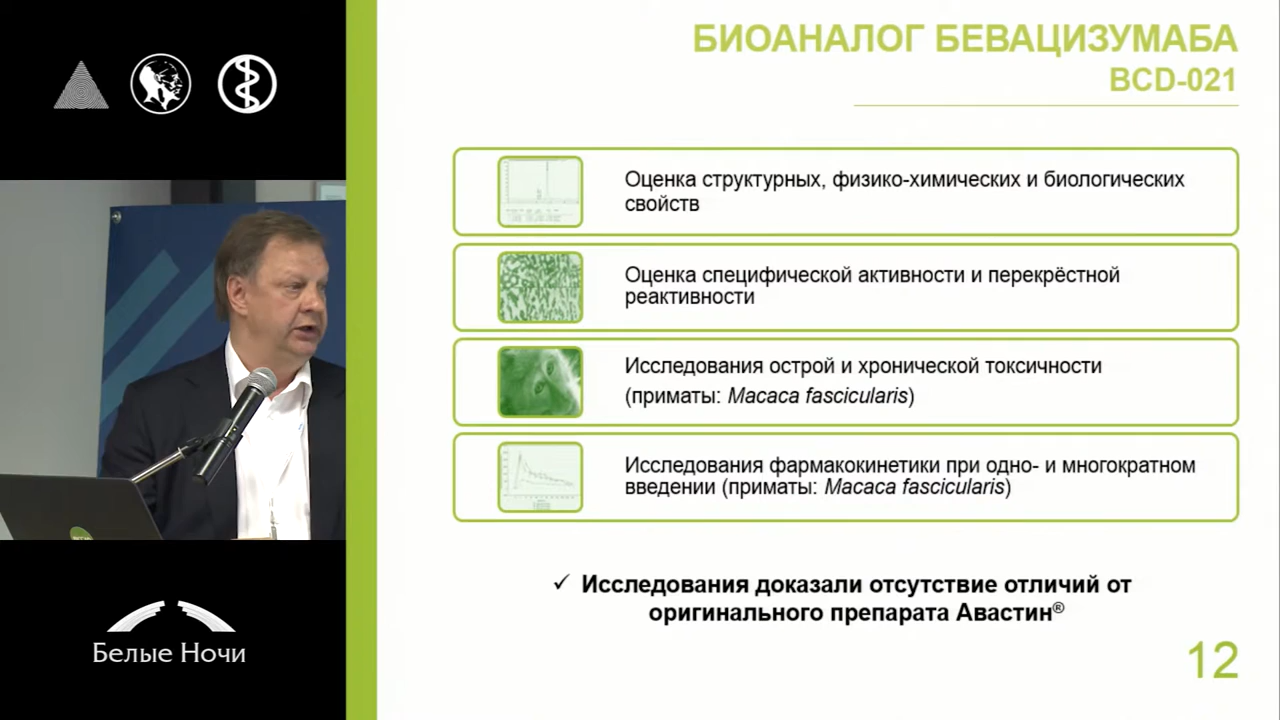 БИОАНАЛОГ БЕВАЦИЗУМАБА
BCD-021
Оценка структурных, физико-химических и биологических
свойств
Оценка специфической активности и перекрёстной
реактивности
Исследования острой и хронической токсичности
(приматы: Macaca fascicularis)
Исследования фармакокинетики при одно- и многократном
введении (приматы: Macaca fascicularis)
✓ Исследования доказали отсутствие отличий от
оригинального препарата Авастин®
12
Белые Ночи